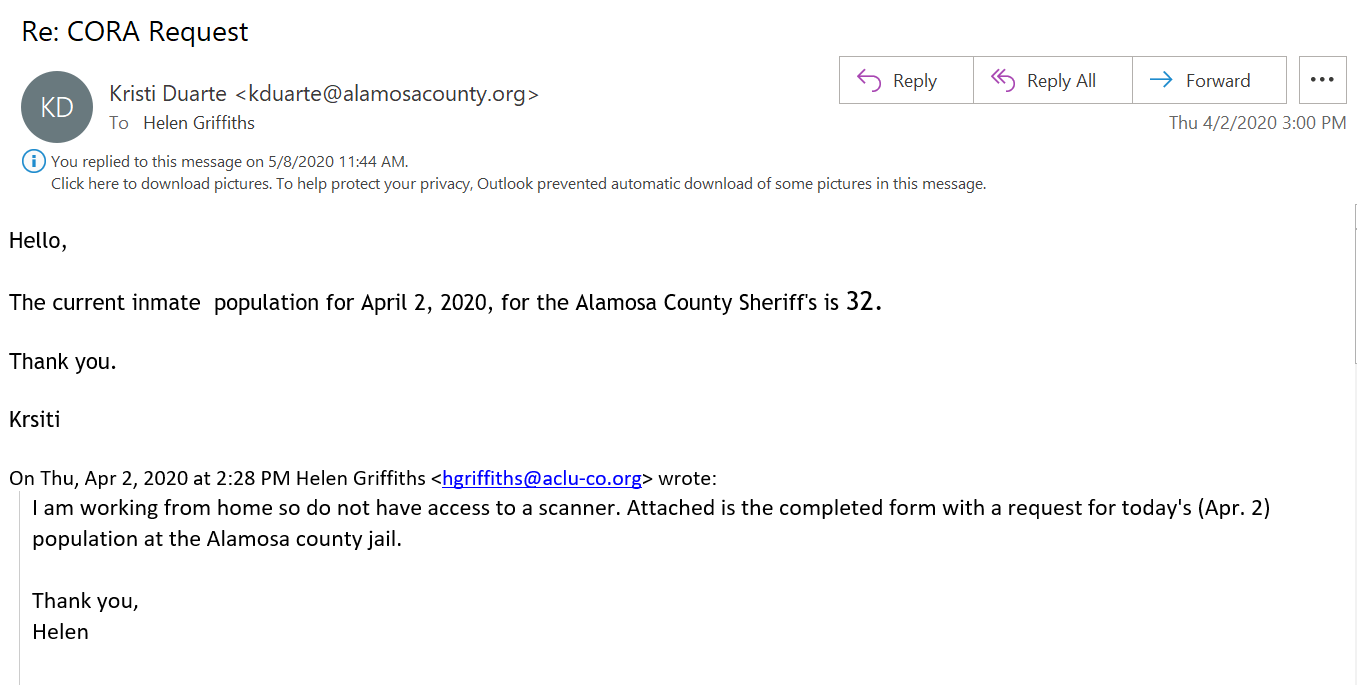 Re: CORA Request
KD
Kristi Duarte <kduarte@alamosacounty.org>
To Helen Griffiths
Reply
Reply All
Forward
Thu 4/2/2020 3:00 PM
You replied to this message on 5/8/2020 11:44 AM.
Click here to download pictures. To help protect your privacy, Outlook prevented automatic download of some pictures in this message.
Hello,
The current inmate  population for April 2, 2020, for the Alamosa County Sheriff's is 32.
Thank you.
Krsiti
On Thu, Apr 2, 2020 at 2:28 PM Helen Griffiths <hgriffiths@aclu-co.org> wrote:
I am working from home so do not have access to a scanner. Attached is the completed form with a request for today's (Apr. 2)
population at the Alamosa county jail.
Thank you,
Helen